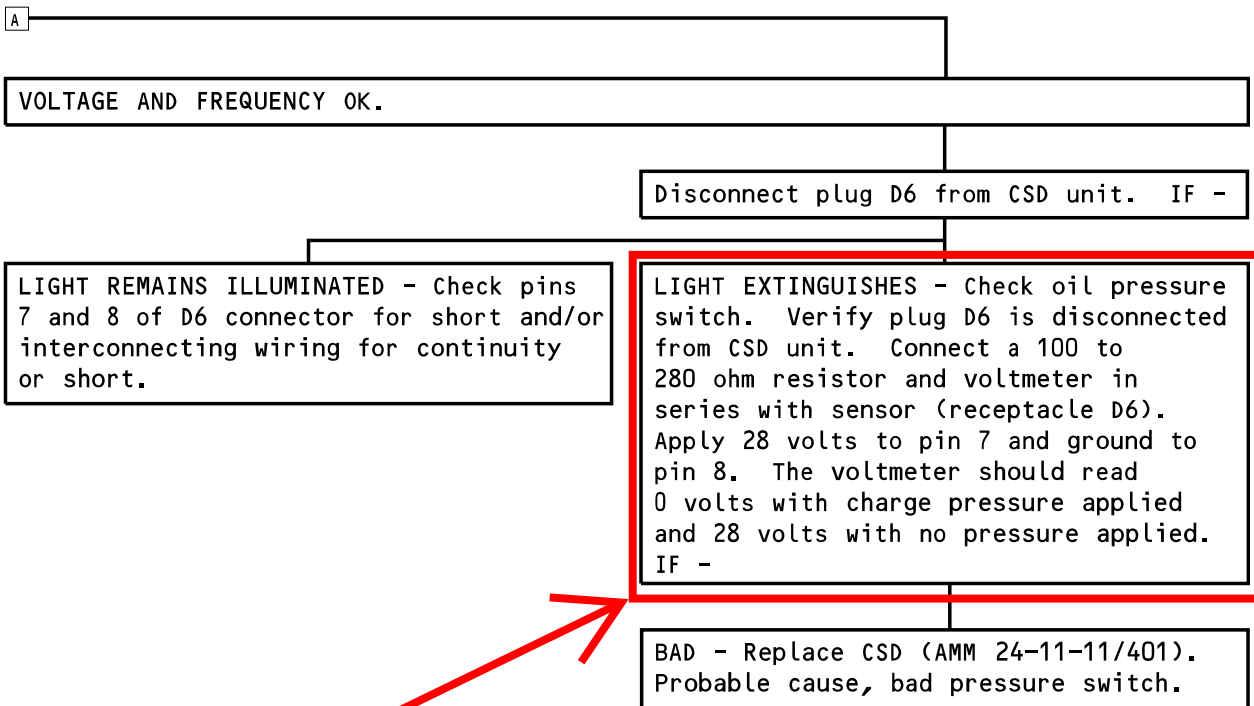 A
VOLTAGE AND FREQUENCY OK.
Disconnect plug D6 from CSD unit. IF -
LIGHT REMAINS ILLUMINATED - Check pins
7 and 8 of D6 connector for short and/or
interconnecting wiring for continuity
or short.
LIGHT EXTINGUISHES - Check oil pressure
switch. Verify plug D6 is disconnected
from CSD unit. Connect a 100 to
280 ohm resistor and voltmeter in
series with sensor (receptacle D6).
Apply 28 volts to pin 7 and ground to
pin 8. The voltmeter should read
0 volts with charge pressure applied
and 28 volts with no pressure applied.
IF -
BAD - Replace CSD (AMM 24-11-11/401).
Probable cause, bad pressure switch.